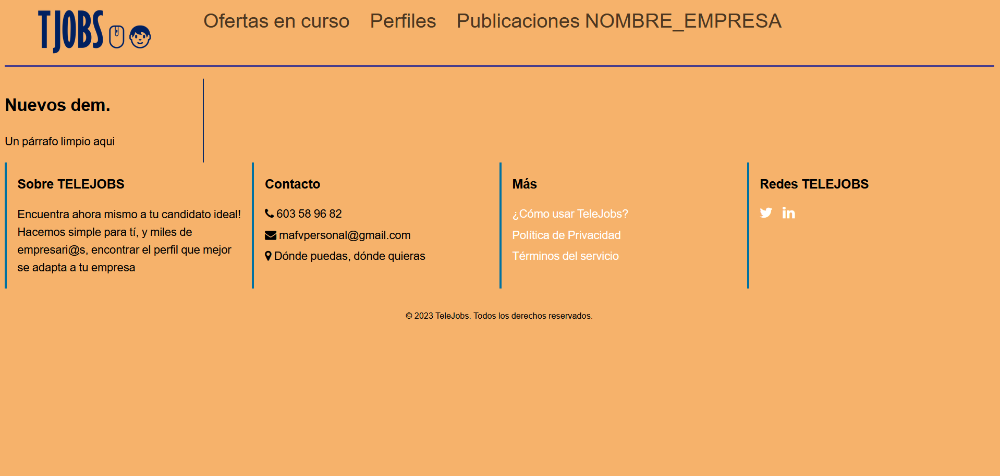 TJOBS
Ofertas en curso Perfiles Publicaciones NOMBRE_EMPRESA
Nuevos dem.
Un párrafo limpio aqui
Sobre TELEJOBS
Encuentra ahora mismo a tu candidato ideal!
Hacemos simple para tí, y miles de
empresari@s, encontrar el perfil que mejor
se adapta a tu empresa
Contacto
603 58 96 82
mafvpersonal@gmail.com
Dónde puedas, dónde quieras
Más
¿Cómo usar TeleJobs?
Política de Privacidad
Términos del servicio
Redes TELEJOBS
© 2023 TeleJobs. Todos los derechos reservados.